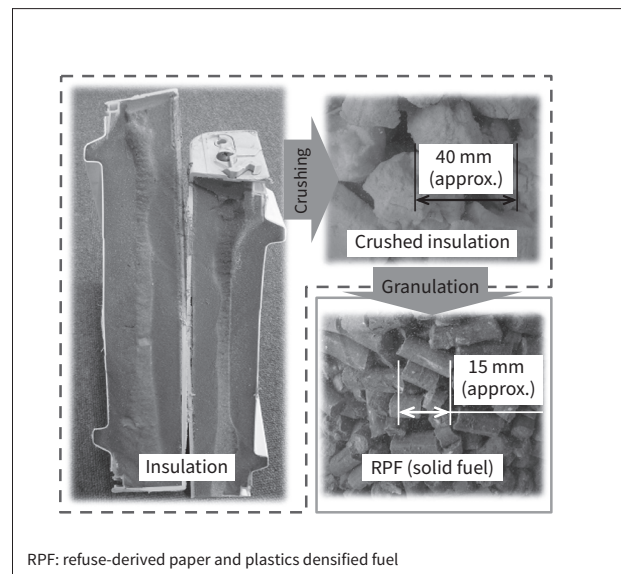 Crushing
40 mm
(approx.)
Crushed insulation
Granulation
15 mm
(approx.)
Insulation
RPF (solid fuel)
RPF: refuse-derived paper and plastics densified fuel